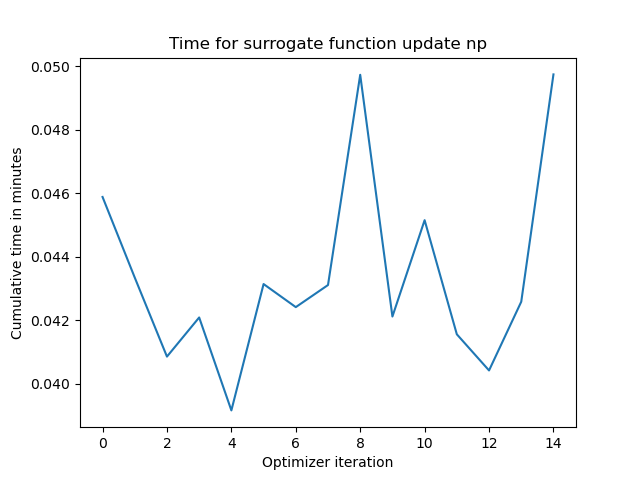 Time for surrogate function update np
Cumulative time in minutes
0.050
0.048
0.046
0.044
0.042
0.040
0 2 4 6 8 10 12 14
Optimizer iteration